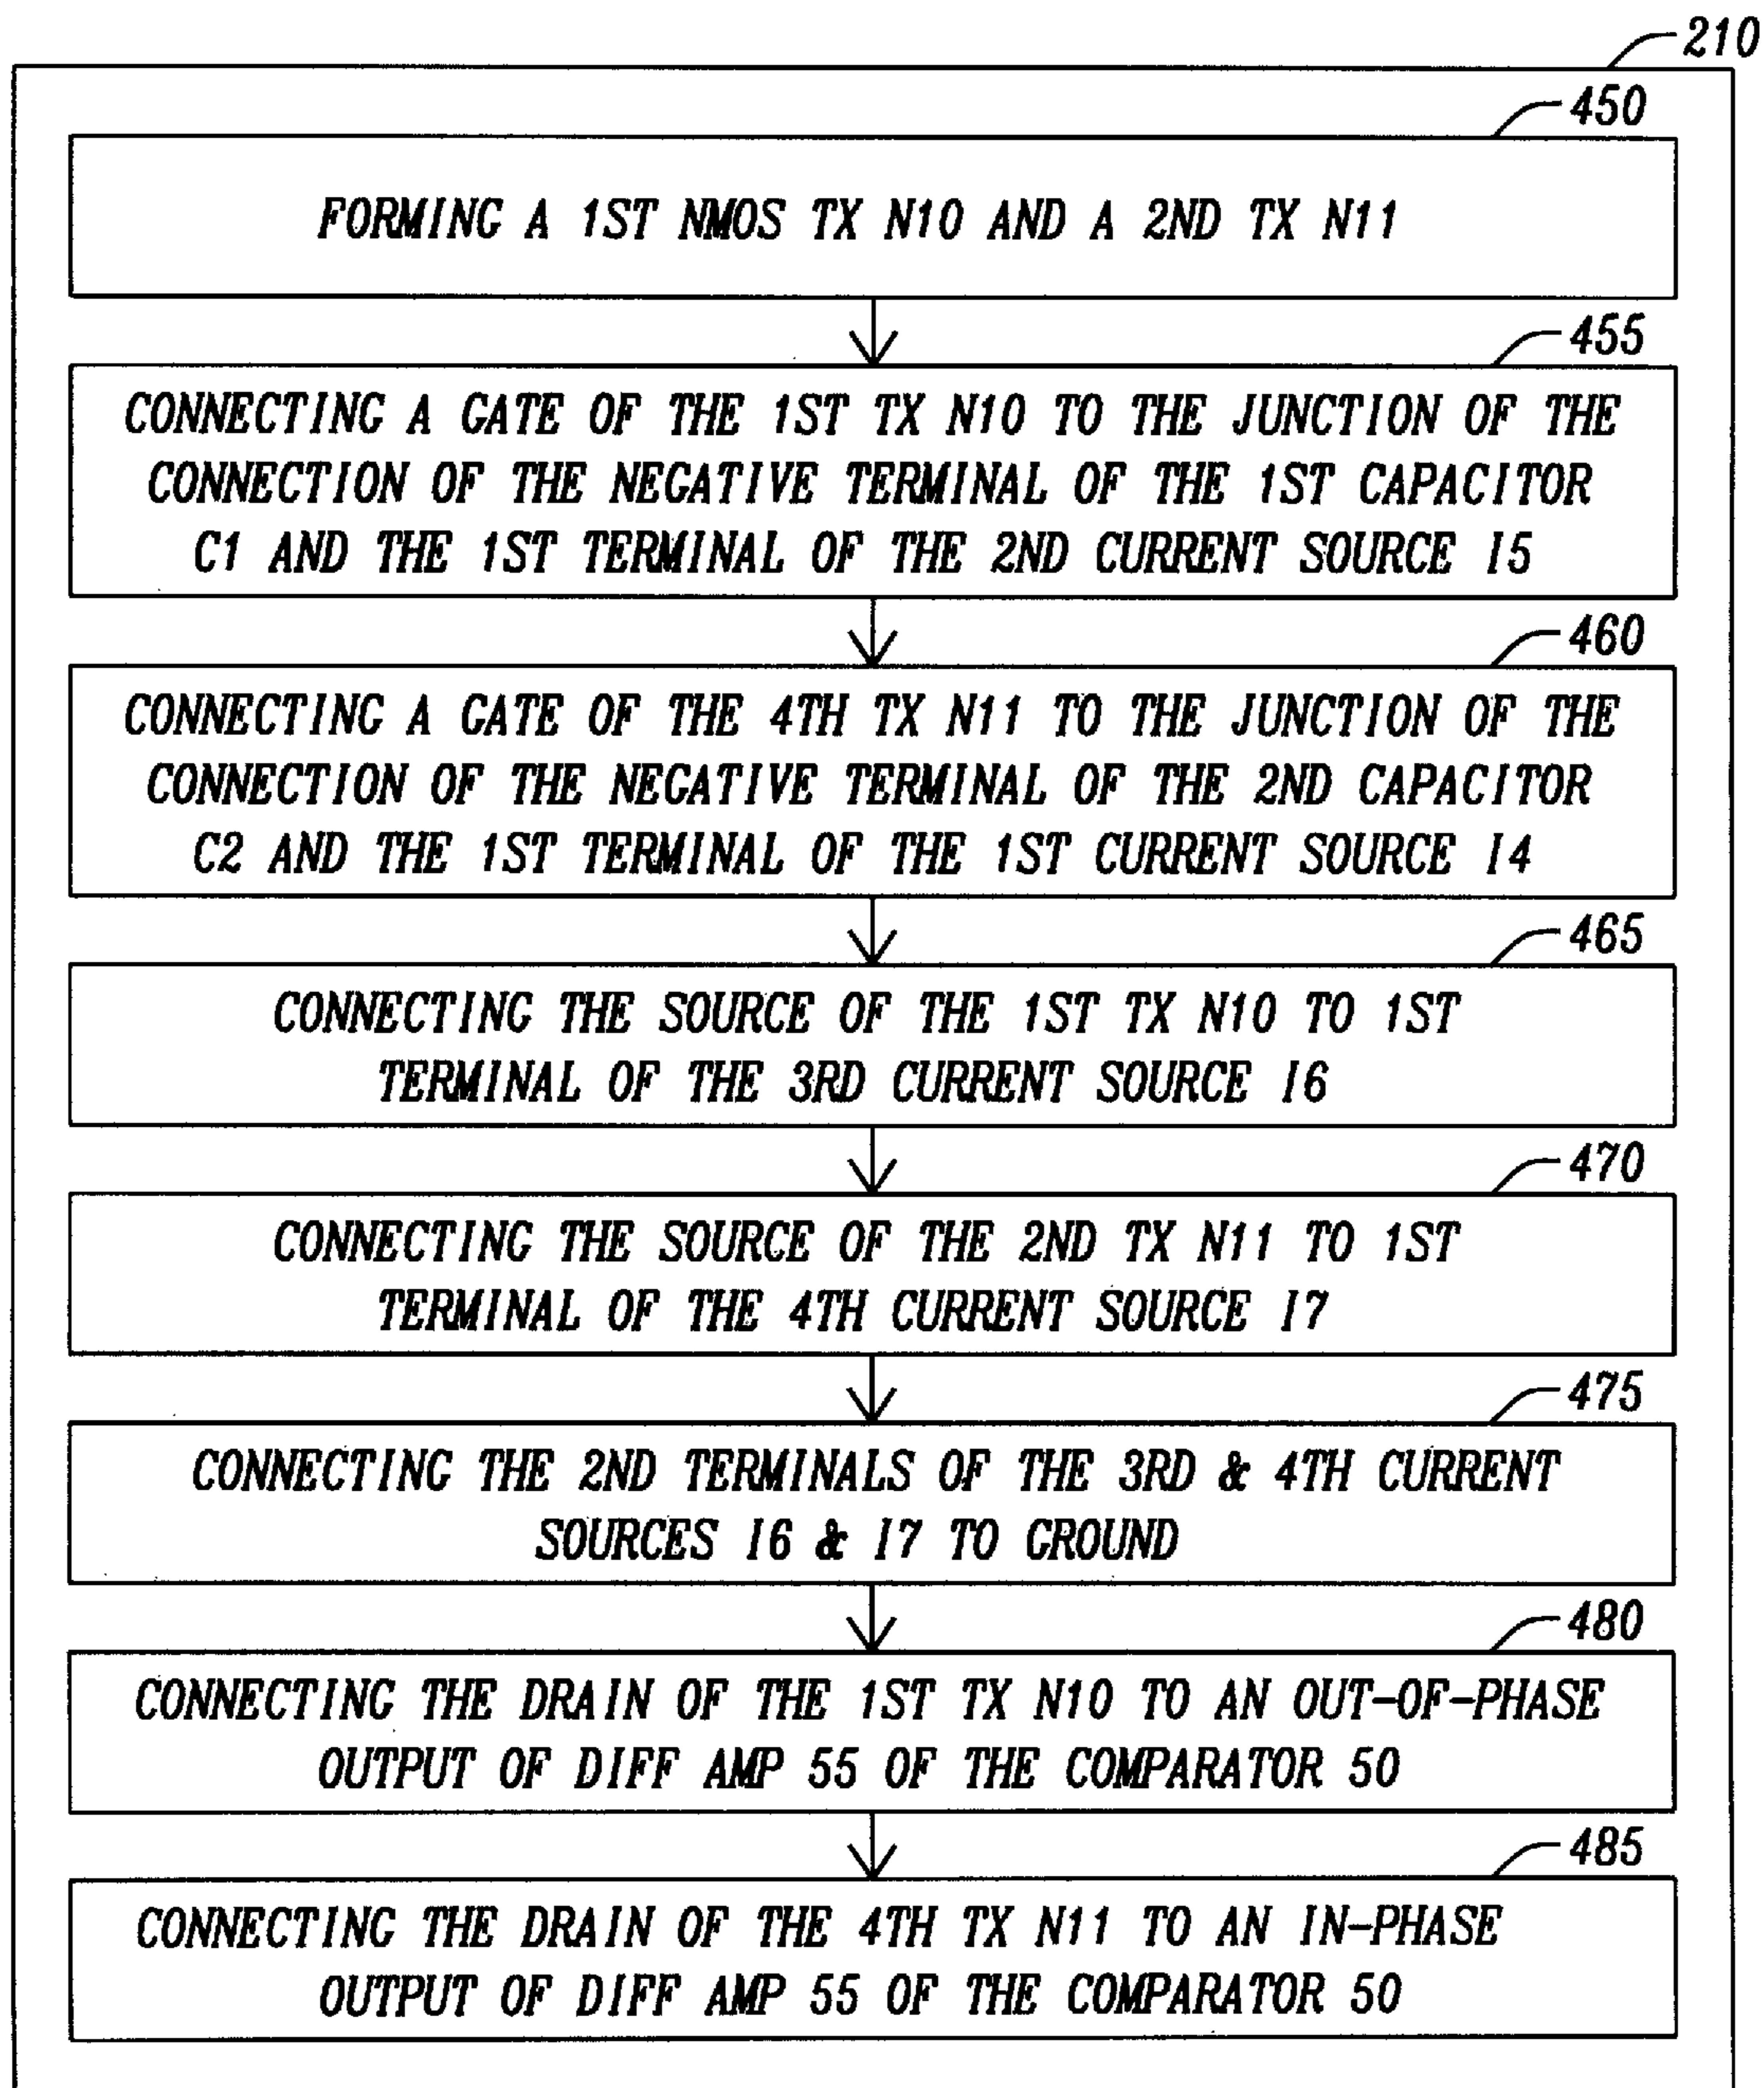 210
450
FORMING A 1ST NMOS TX N10 AND A 2ND TX N11
455
CONNECTING A GATE OF THE 1ST TX N10 TO THE JUNCTION OF THE
CONNECTION OF THE NEGATIVE TERMINAL OF THE 1ST CAPACITOR
C1 AND THE 1ST TERMINAL OF THE 2ND CURRENT SOURCE I5
460
CONNECTING A GATE OF THE 4TH TX N11 TO THE JUNCTION OF THE
CONNECTION OF THE NEGATIVE TERMINAL OF THE 2ND CAPACITOR
C2 AND THE 1ST TERMINAL OF THE 1ST CURRENT SOURCE I4
465
CONNECTING THE SOURCE OF THE 1ST TX N10 TO 1ST
TERMINAL OF THE 3RD CURRENT SOURCE I6
470
CONNECTING THE SOURCE OF THE 2ND TX N11 TO 1ST
TERMINAL OF THE 4TH CURRENT SOURCE I7
475
CONNECTING THE 2ND TERMINALS OF THE 3RD & 4TH CURRENT
SOURCES I6 & I7 TO GROUND
480
CONNECTING THE DRAIN OF THE 1ST TX N10 TO AN OUT-OF-PHASE
OUTPUT OF DIFF AMP 55 OF THE COMPARATOR 50
485
CONNECTING THE DRAIN OF THE 4TH TX N11 TO AN IN-PHASE
OUTPUT OF DIFF AMP 55 OF THE COMPARATOR 50